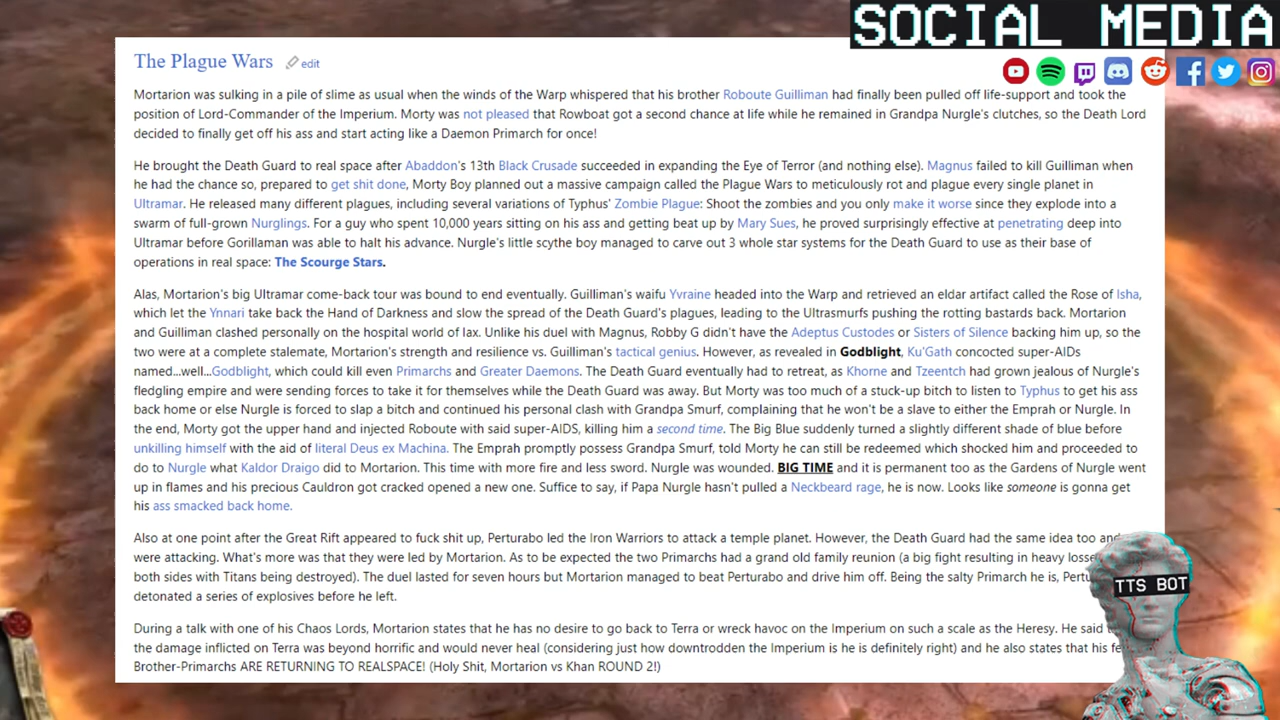 SOCIAL MEDIA
The Plague Wars edit
Mortarion was sulking in a pile of slime as usual when the winds of the Warp whispered that his brother Roboute Guilliman had finally been pulled off life-support and took the
position of Lord-Commander of the Imperium. Morty was not pleased that Rowboat got a second chance at life while he remained in Grandpa Nurgle's clutches, so the Death Lord
decided to finally get off his ass and start acting like a Daemon Primarch for once!
He brought the Death Guard to real space after Abaddon's 13th Black Crusade succeeded in expanding the Eye of Terror (and nothing else). Magnus failed to kill Guilliman when
he had the chance so, prepared to get shit done, Morty Boy planned out a massive campaign called the Plague Wars to meticulously rot and plague every single planet in
Ultramar. He released many different plagues, including several variations of Typhus' Zombie Plague: Shoot the zombies and you only make it worse since they explode into a
swarm of full-grown Nurglings. For a guy who spent 10,000 years sitting on his ass and getting beat up by Mary Sues, he proved surprisingly effective at penetrating deep into
Ultramar before Gorillaman was able to halt his advance. Nurgle's little scythe boy managed to carve out 3 whole star systems for the Death Guard to use as their base of
operations in real space: The Scourge Stars.
Alas, Mortarion's big Ultramar come-back tour was bound to end eventually. Guilliman's waifu Yvraine headed into the Warp and retrieved an eldar artifact called the Rose of Isha,
which let the Ynnari take back the Hand of Darkness and slow the spread of the Death Guard's plagues, leading to the Ultrasmurfs pushing the rotting bastards back. Mortarion
and Guilliman clashed personally on the hospital world of Iax. Unlike his duel with Magnus, Robby G didn't have the Adeptus Custodes or Sisters of Silence backing him up, so the
two were at a complete stalemate, Mortarion's strength and resilience vs. Guilliman's tactical genius. However, as revealed in Godblight, Ku'Gath concocted super-AIDs
named...well...Godblight, which could kill even Primarchs and Greater Daemons. The Death Guard eventually had to retreat, as Khorne and Tzeentch had grown jealous of Nurgle's
fledgling empire and were sending forces to take it for themselves while the Death Guard was away. But Morty was too much of a stuck-up bitch to listen to Typhus to get his ass
back home or else Nurgle is forced to slap a bitch and continued his personal clash with Grandpa Smurf, complaining that he won't be a slave to either the Emprah or Nurgle. In
the end, Morty got the upper hand and injected Roboute with said super-AIDS, killing him a second time. The Big Blue suddenly turned a slightly different shade of blue before
unkilling himself with the aid of literal Deus ex Machina. The Emprah promptly possess Grandpa Smurf, told Morty he can still be redeemed which shocked him and proceeded to
do to Nurgle what Kaldor Draigo did to Mortarion. This time with more fire and less sword. Nurgle was wounded. BIG TIME and it is permanent too as the Gardens of Nurgle went
up in flames and his precious Cauldron got cracked opened a new one. Suffice to say, if Papa Nurgle hasn't pulled a Neckbeard rage, he is now. Looks like someone is gonna get
his ass smacked back home.
Also at one point after the Great Rift appeared to fuck shit up, Perturabo led the Iron Warriors to attack a temple planet. However, the Death Guard had the same idea too and
were attacking. What's more was that they were led by Mortarion. As to be expected the two Primarchs had a grand old family reunion (a big fight resulting in heavy
both sides with Titans being destroyed). The duel lasted for seven hours but Mortarion managed to beat Perturabo and drive him off. Being the salty Primarch he is,
detonated a series of explosives before he left.
During a talk with one of his Chaos Lords, Mortarion states that he has no desire to go back to Terra or wreck havoc on the Imperium on such a scale as the Heresy. He said
the damage inflicted on Terra was beyond horrific and would never heal (considering just how downtrodden the Imperium is he is definitely right) and he also states that his
Brother-Primarchs ARE RETURNING TO REALSPACE! (Holy Shit, Mortarion vs Khan ROUND 2!)
TTS BOT